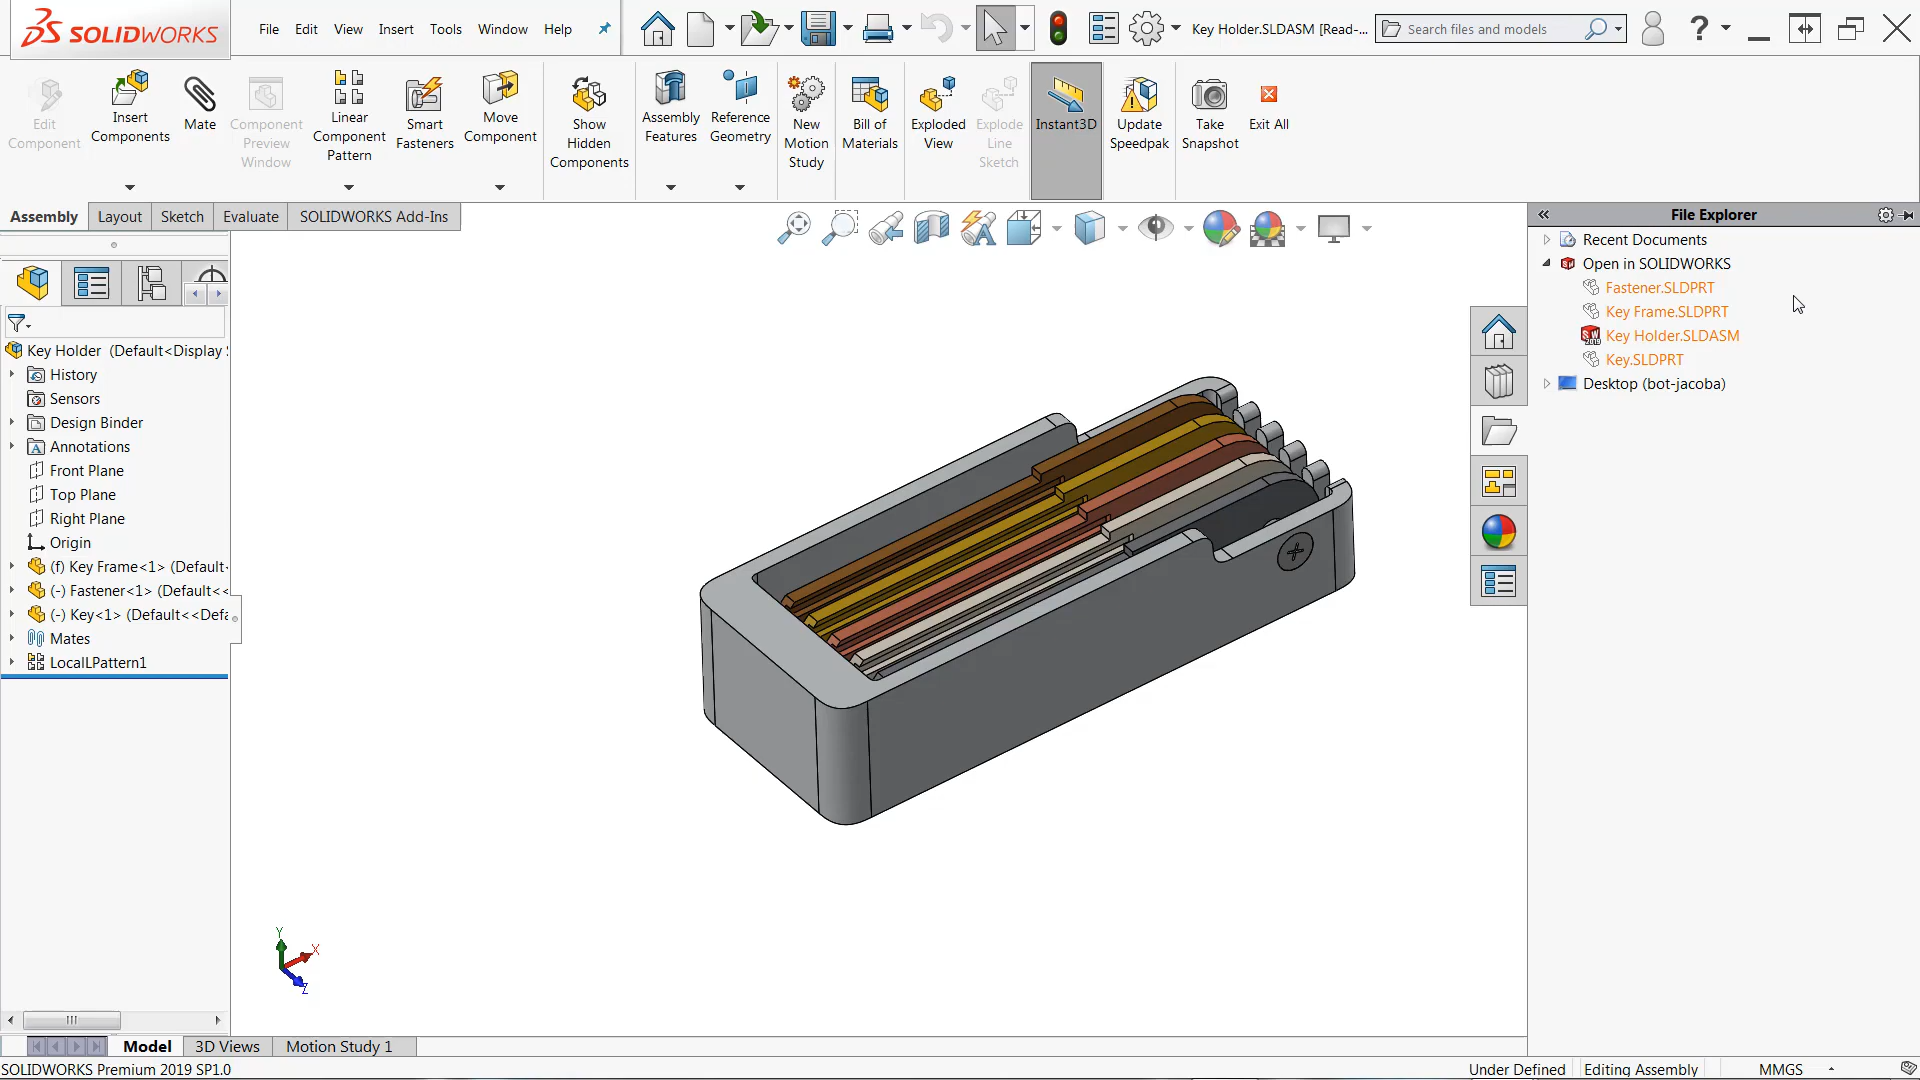 SOLIDWORKS
File Edit View Insert Tools Window Help
Key Holder.SLDASM [Read-...
Search files and models
?
Edit Component
Insert Components
Mate
Component Preview Window
Linear Component Pattern
Smart Fasteners
Move Component
Show Hidden Components
Assembly Features
Reference Geometry
New Motion Study
Bill of Materials
Exploded View
Explode Line Sketch
Instant3D
Update Speedpak
Take Snapshot
Exit All
Assembly Layout Sketch Evaluate SOLIDWORKS Add-Ins
Key Holder (Default<Display
History
Sensors
Design Binder
Annotations
Front Plane
Top Plane
Right Plane
Origin
(f) Key Frame<1> (Default
(-) Fastener<1> (Default<<
(-) Key<1> (Default<<Defa
Mates
LocalLPattern1
Y
X
Z
File Explorer
Recent Documents
Open in SOLIDWORKS
Fastener.SLDPRT
Key Frame.SLDPRT
Key Holder.SLDASM
Key.SLDPRT
Desktop (bot-jacoba)
Model 3D Views Motion Study 1
SOLIDWORKS Premium 2019 SP1.0
Under Defined Editing Assembly MMGS